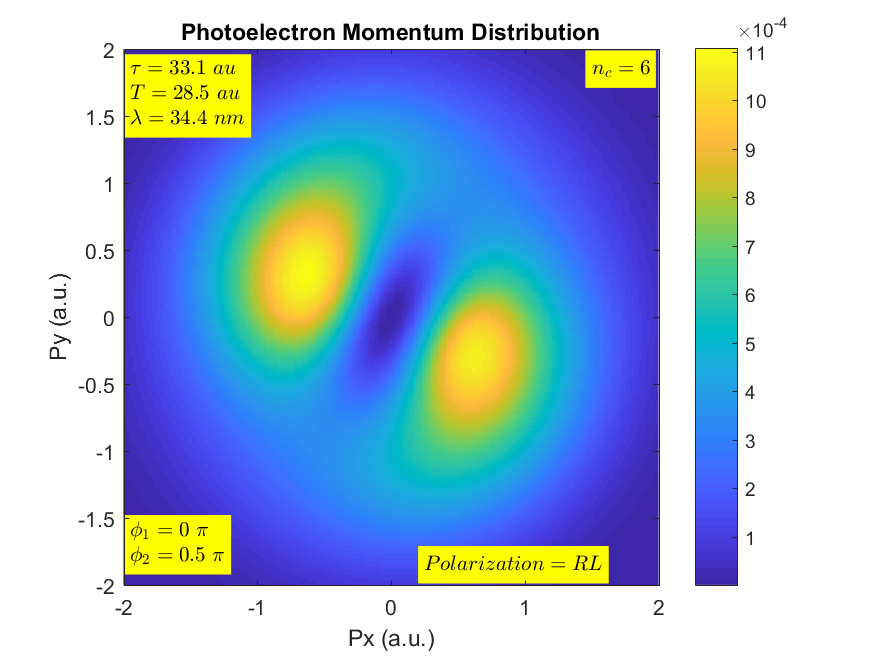 Photoelectron Momentum Distribution
×10⁻⁴
τ = 33.1 au
T = 28.5 au
λ = 34.4 nm
n_c = 6
ϕ₁ = 0 π
ϕ₂ = 0.5 π
Polarization = RL
2
1.5
1
0.5
0
-0.5
-1
-1.5
-2
Py (a.u.)
-2
-1
0
1
2
Px (a.u.)
11
10
9
8
7
6
5
4
3
2
1